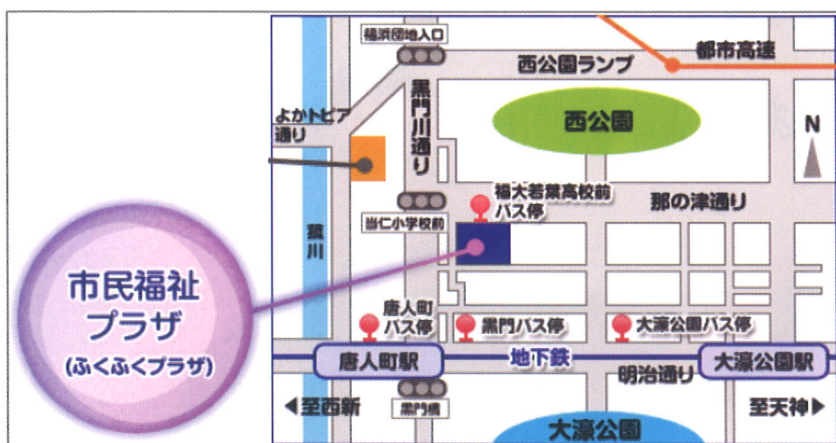 福浜団地入口
西公園ランプ
都市高速
よかトピア
通り
黒門川通り
西公園
N
福大若葉高校前
バス停
那の津通り
当仁小学校前
菰川
市民福祉
プラザ
(ふくふくプラザ)
唐人町
バス停
黒門バス停
大濠公園バス停
唐人町駅
地下鉄
明治通り
大濠公園駅
◀至西新
黒門橋
大濠公園
至天神▶